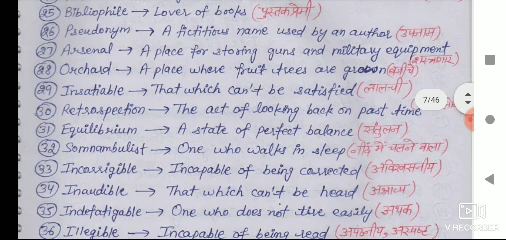 25 Bibliophile → Lover of books (पुस्तकप्रेमी)
26 Pseudonym → A fictitious name used by an author (उपनाम)
27 Arsenal → A place for storing guns and military equipment
(शस्त्रागार)
28 Orchard → A place where fruit trees are grown (बगीचे)
29 Insatiable → That which can't be satisfied (लालची)
30 Retrospection → The act of looking back on past time
7/46
31 Equilibrium → A state of perfect balance (संतुलन)
32 Somnambulist → One who walks in sleep (नींद में चलने वाला)
33 Incorrigible → Incapable of being corrected
34 Inaudible → That which can't be heard (अश्राव्य)
35 Indefatigable → One who does not tire easily (अथक)
36 Illegible → Incapable of being read (अपठनीय, अस्पष्ट)
V RECORDER